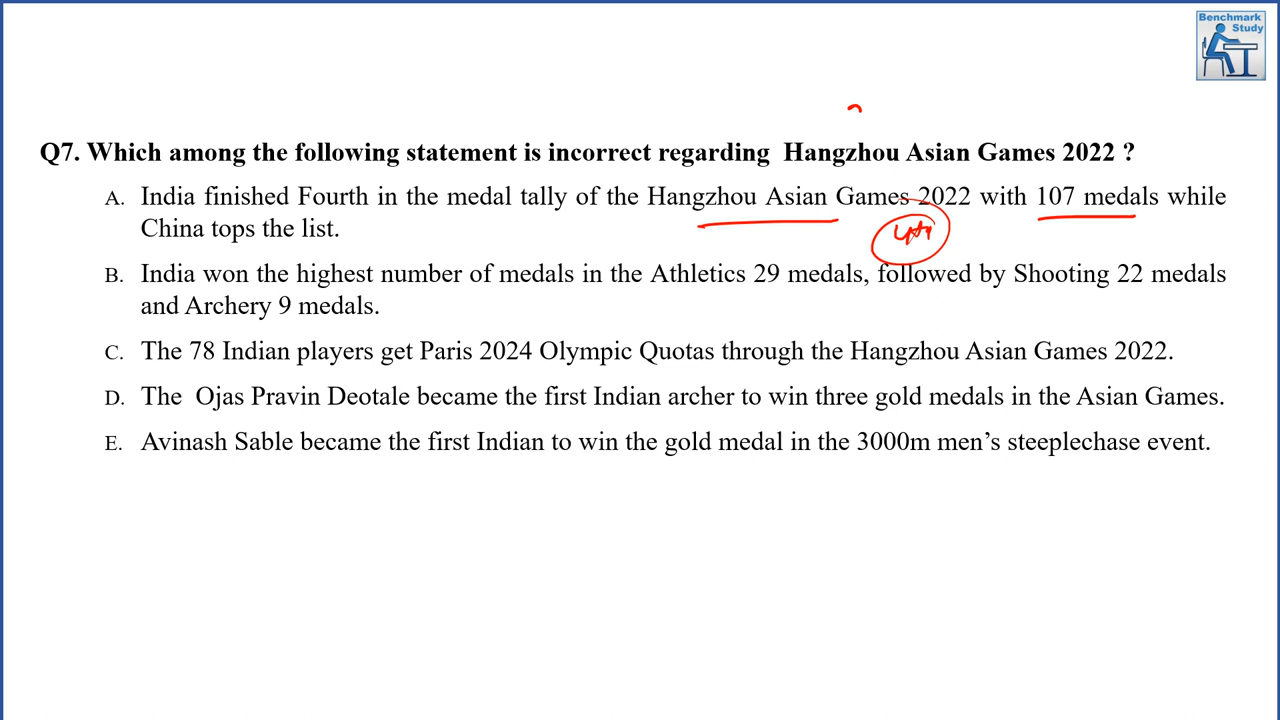 Benchmark
Study
Q7. Which among the following statement is incorrect regarding Hangzhou Asian Games 2022 ?
A. India finished Fourth in the medal tally of the Hangzhou Asian Games 2022 with 107 medals while
China tops the list.
B. India won the highest number of medals in the Athletics 29 medals, followed by Shooting 22 medals
and Archery 9 medals.
C. The 78 Indian players get Paris 2024 Olympic Quotas through the Hangzhou Asian Games 2022.
D. The Ojas Pravin Deotale became the first Indian archer to win three gold medals in the Asian Games.
E. Avinash Sable became the first Indian to win the gold medal in the 3000m men’s steeplechase event.